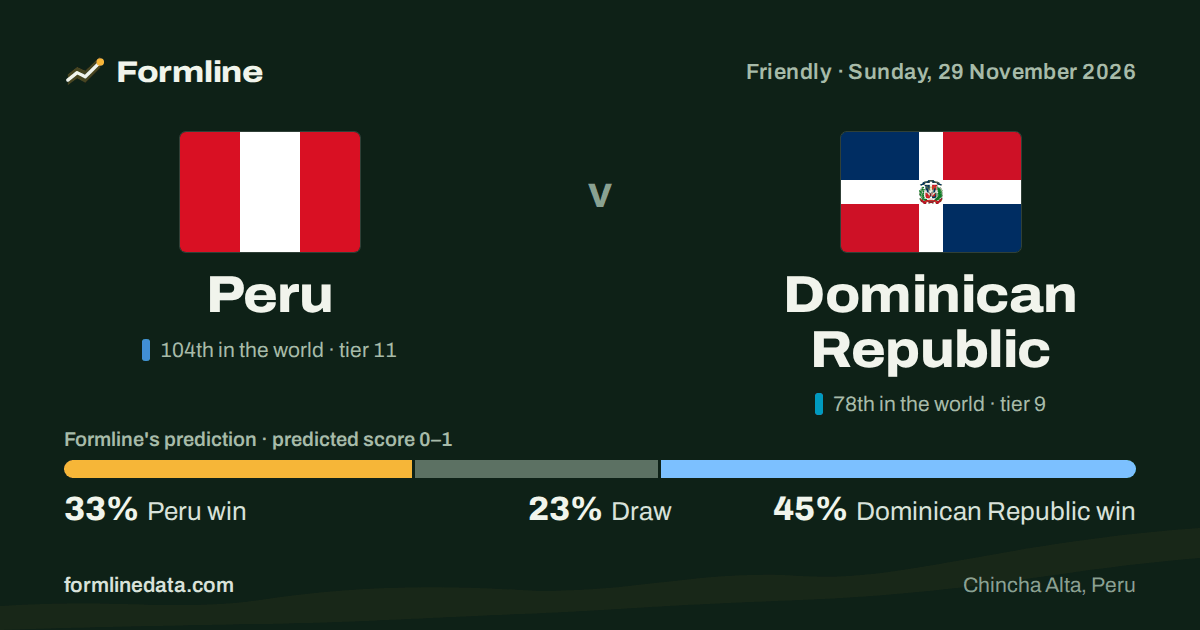 Formline
Friendly · Sunday, 29 November 2026
v
Peru
104th in the world · tier 11
Dominican
Republic
78th in the world · tier 9
Formline's prediction · predicted score 0–1
33% Peru win
23% Draw
45% Dominican Republic win
formlinedata.com
Chincha Alta, Peru